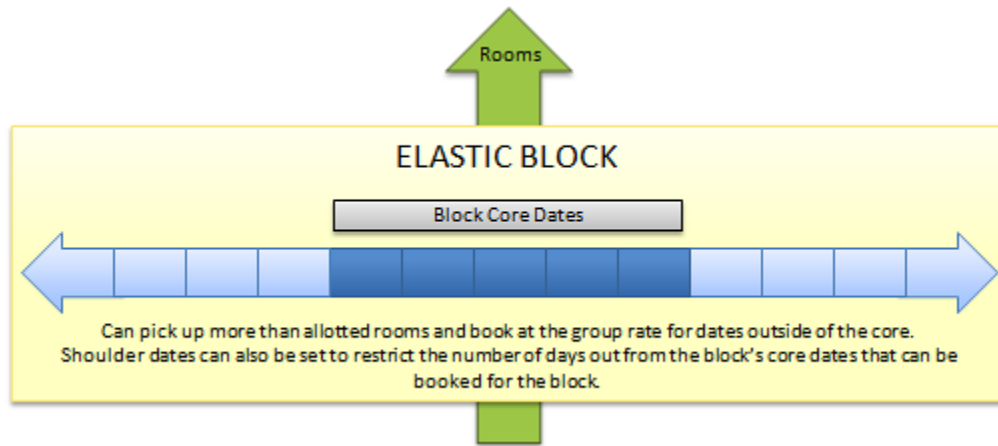 Rooms
ELASTIC BLOCK
Block Core Dates
Can pick up more than allotted rooms and book at the group rate for dates outside of the core.
Shoulder dates can also be set to restrict the number of days out from the block's core dates that can be
booked for the block.